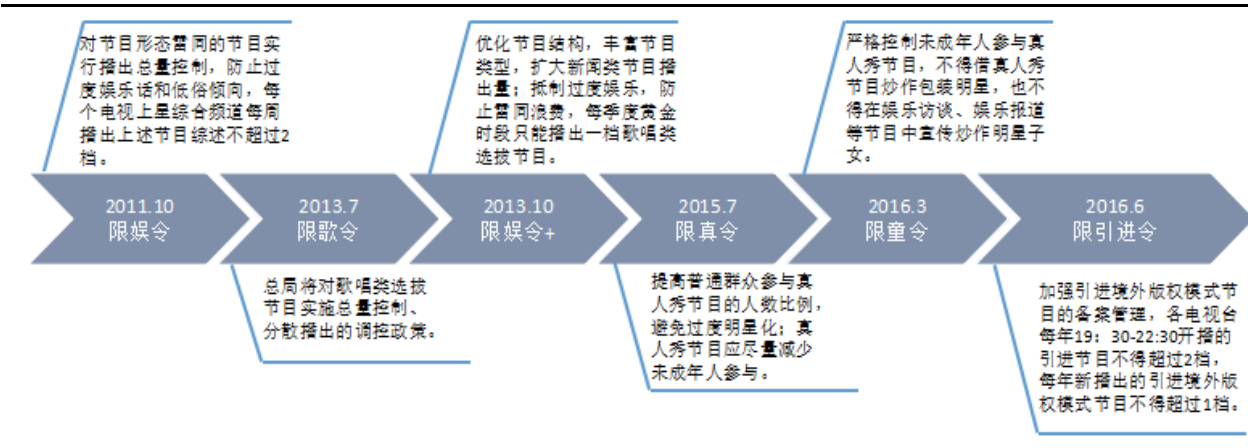 对节目形态雷同的节目实
行播出总量控制，防止过
度娱乐话和低俗倾向，每
个电视上星综合频道每周
播出上述节目综述不超过2
档。
优化节目结构，丰富节目
类型，扩大新闻类节目播
出量；抵制过度娱乐，防
止雷同浪费，每季度黄金
时段只能播出一档歌唱类
选拔节目。
严格控制未成年人参与真
人秀节目，不得借真人秀
节目炒作包装明星，也不
得在娱乐访谈、娱乐报道
等节目中宣传炒作明星子
女。
2011.10
限娱令
2013.7
限歌令
2013.10
限娱令+
2015.7
限真令
2016.3
限童令
2016.6
限引进令
总局将对歌唱类选拔
节目实施总量控制、
分散播出的调控政策。
提高普通群众参与真
人秀节目的人数比例，
避免过度明星化；真
人秀节目应尽量减少
未成年人参与。
加强引进境外版权模式节
目的备案管理，各电视台
每年19：30-22:30开播的
引进节目不得超过2档，
每年新播出的引进境外版
权模式节目不得超过1档。